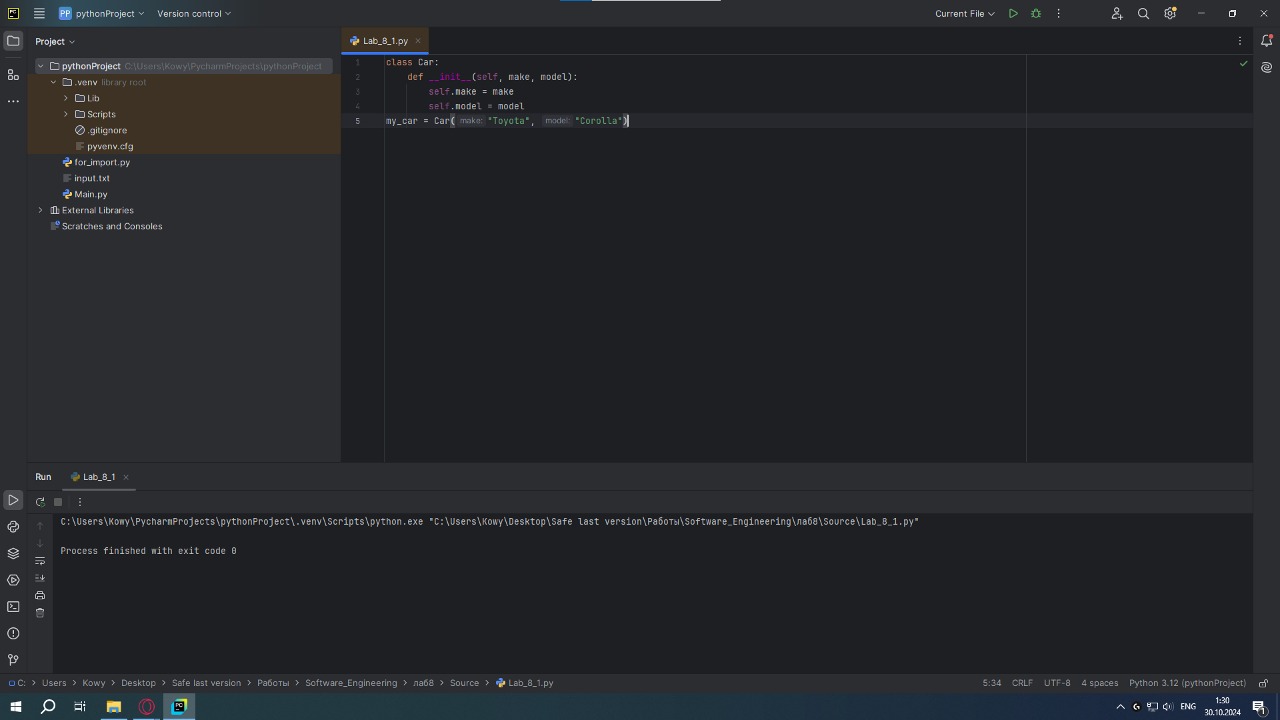 PC
PP pythonProject Version control
Current File
Project
Lab_8_1.py
pythonProject C:\Users\Kowy\PycharmProjects\pythonProject
.venv library root
Lib
Scripts
.gitignore
pyvenv.cfg
for_import.py
input.txt
Main.py
External Libraries
Scratches and Consoles
1 class Car:
2 def __init__(self, make, model):
3 self.make = make
4 self.model = model
5 my_car = Car( make: "Toyota", model: "Corolla")
Run Lab_8_1
C:\Users\Kowy\PycharmProjects\pythonProject\.venv\Scripts\python.exe "C:\Users\Kowy\Desktop\Safe last version\Работы\Software_Engineering\лаб8\Source\Lab_8_1.py"
Process finished with exit code 0
C: Users Kowy Desktop Safe last version Работы Software_Engineering лаб8 Source Lab_8_1.py
5:34 CRLF UTF-8 4 spaces Python 3.12 (pythonProject)
PC
ENG
1:30
30.10.2024